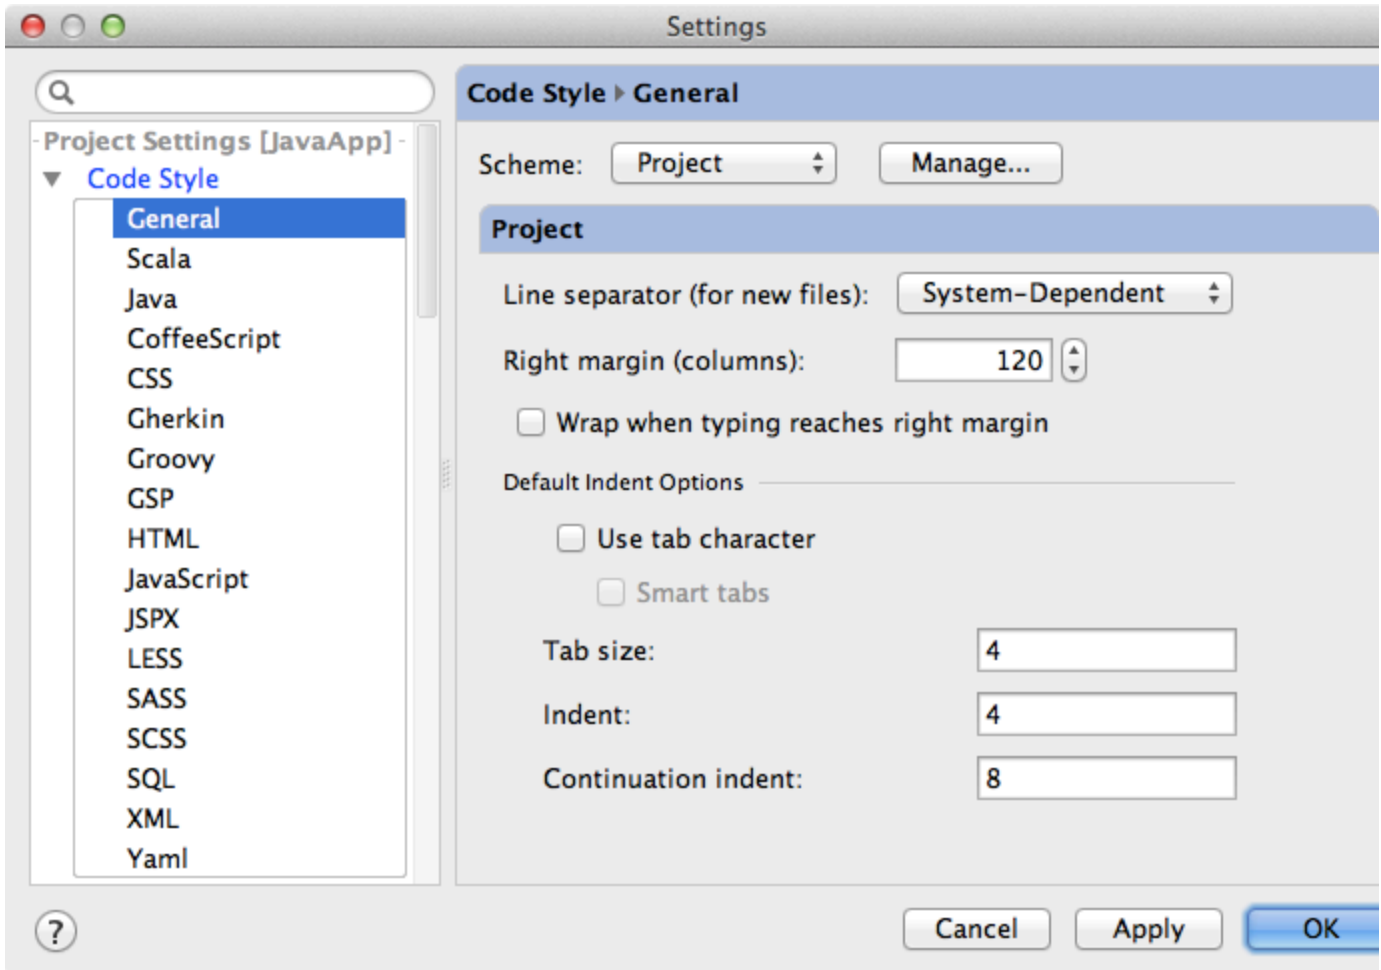 Settings
Project Settings [JavaApp]
Code Style
General
Scala
Java
CoffeeScript
CSS
Gherkin
Groovy
GSP
HTML
JavaScript
JSPX
LESS
SASS
SCSS
SQL
XML
Yaml
Code Style General
Scheme: Project Manage...
Project
Line separator (for new files): System-Dependent
Right margin (columns): 120
Wrap when typing reaches right margin
Default Indent Options
Use tab character
Smart tabs
Tab size: 4
Indent: 4
Continuation indent: 8
? Cancel Apply OK